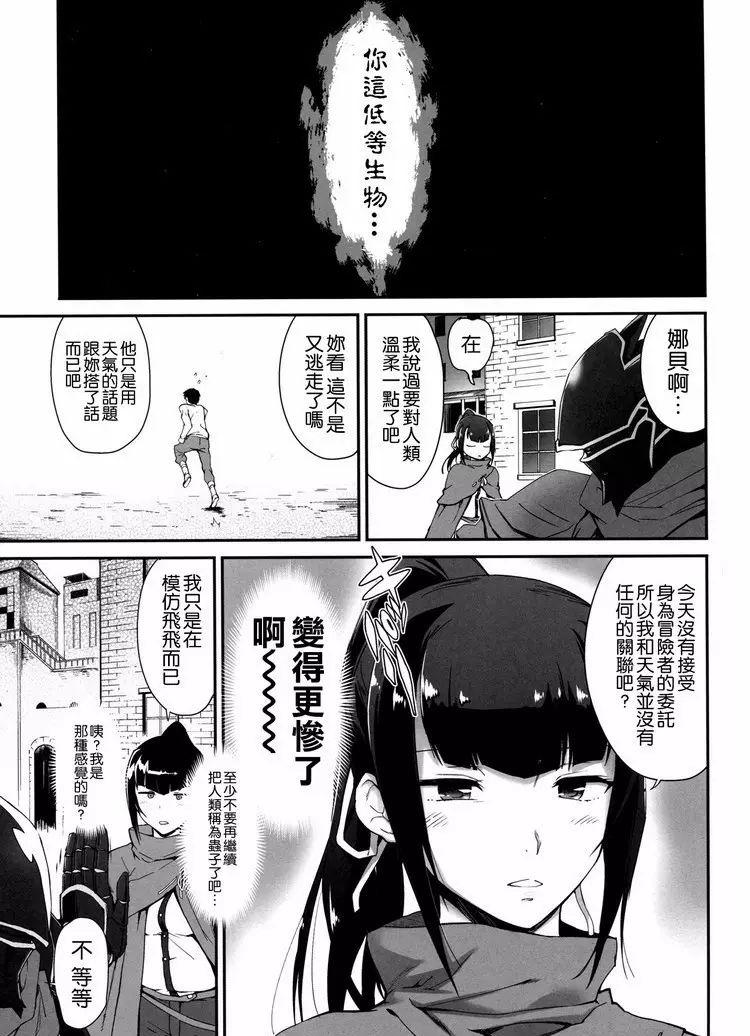 你這低等生物…
娜貝啊…
在
我說過要對人類
溫柔一點了吧
妳看 這不是
又逃走了嗎
他只是用
天氣的話題
跟妳搭了話
而已吧
今天沒有接受
身為冒險者的委託
所以我和天氣並沒有
任何的關聯吧?
變得更慘了
啊～～～～
至少不要再繼續
把人類稱為蟲子了吧…
我只是在
模仿飛飛而已
咦?我是
那種感覺的嗎?
不 等等